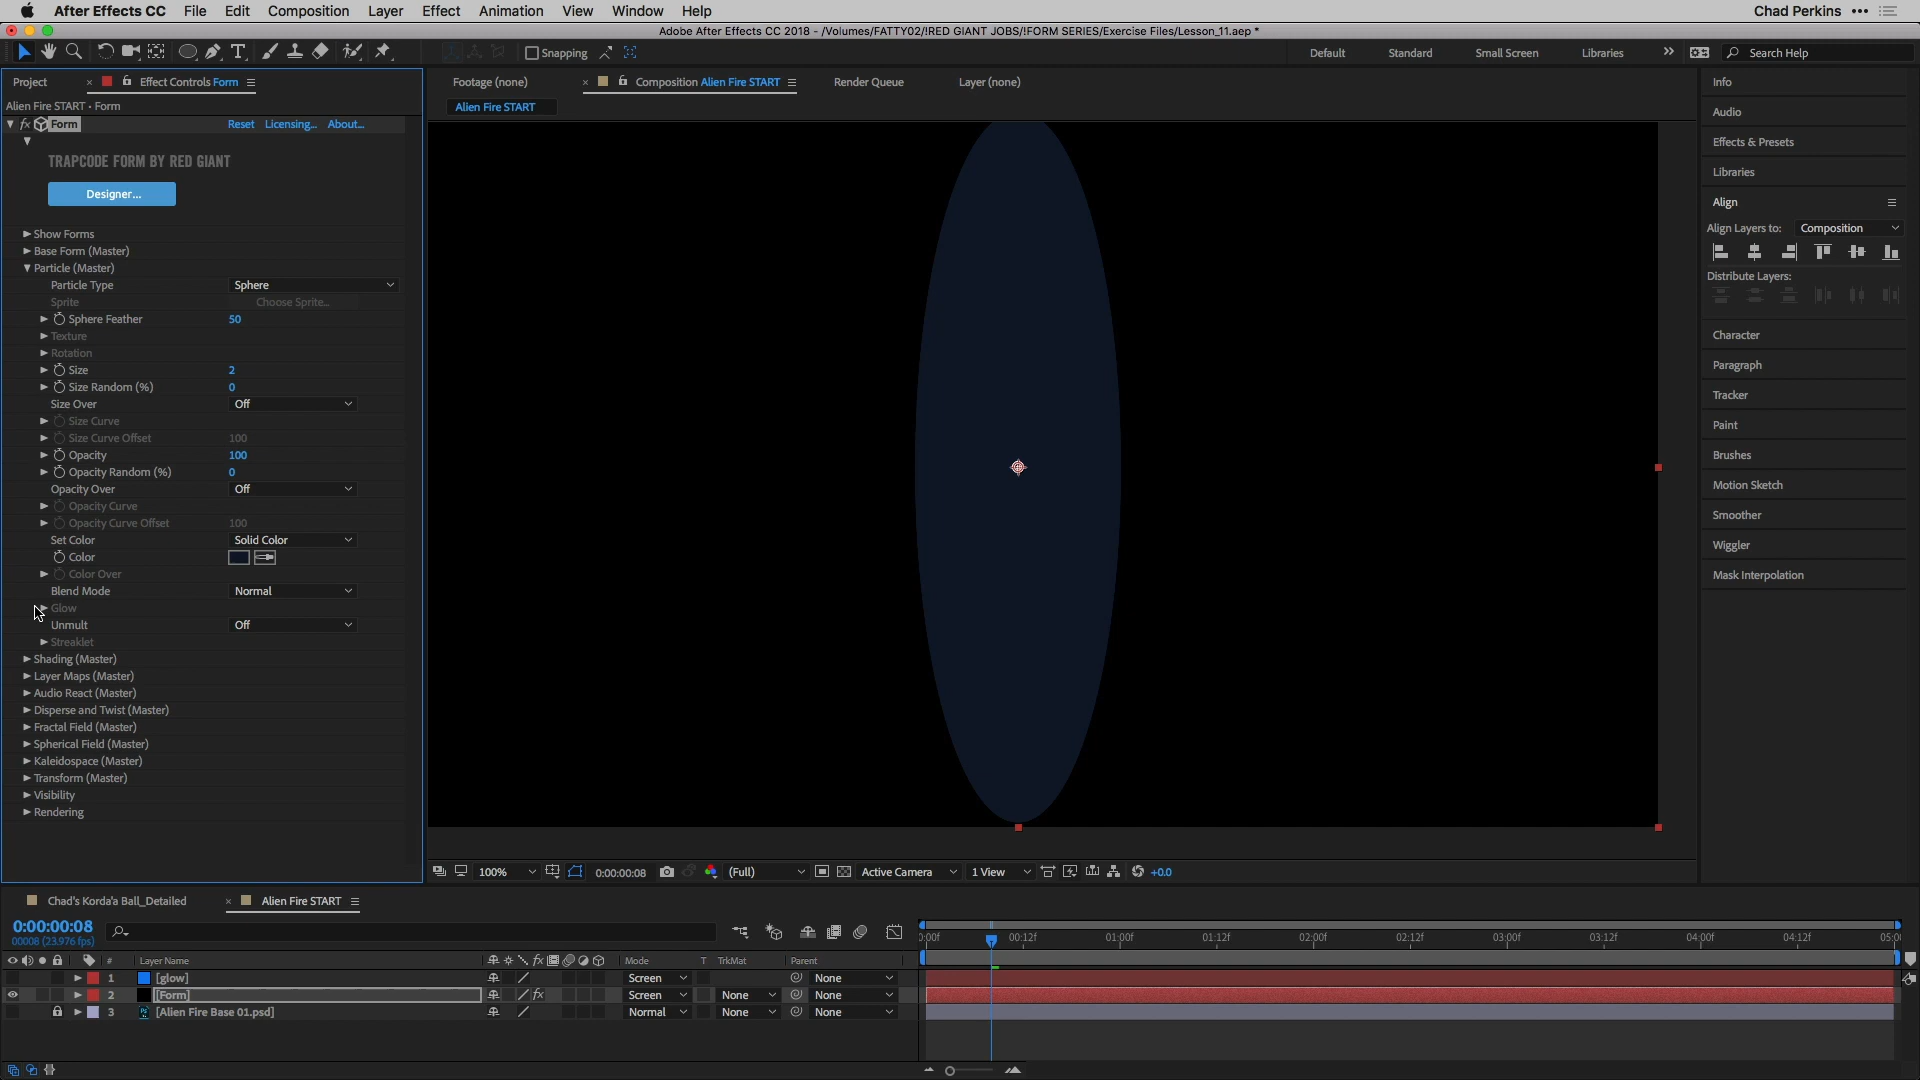 After Effects CC File Edit Composition Layer Effect Animation View Window Help Chad Perkins
Adobe After Effects CC 2018 - /Volumes/FATTY02/!RED GIANT JOBS/!FORM SERIES/Exercise Files/Lesson_11.aep *
Snapping Default Standard Small Screen Libraries Search Help
Project Effect Controls Form
Footage (none) Composition Alien Fire START Render Queue Layer (none)
Alien Fire START • Form
Alien Fire START
fx Form Reset Licensing... About...
TRAPCODE FORM BY RED GIANT
Designer...
Show Forms
Base Form (Master)
Particle (Master)
Particle Type Sphere
Sprite Choose Sprite...
Sphere Feather 50
Texture
Rotation
Size 2
Size Random (%) 0
Size Over Off
Size Curve
Size Curve Offset 100
Opacity 100
Opacity Random (%) 0
Opacity Over Off
Opacity Curve
Opacity Curve Offset 100
Set Color Solid Color
Color
Color Over
Blend Mode Normal
Glow
Unmult Off
Streaklet
Shading (Master)
Layer Maps (Master)
Audio React (Master)
Disperse and Twist (Master)
Fractal Field (Master)
Spherical Field (Master)
Kaleidospace (Master)
Transform (Master)
Visibility
Rendering
Info
Audio
Effects & Presets
Libraries
Align
Align Layers to: Composition
Distribute Layers:
Character
Paragraph
Tracker
Paint
Brushes
Motion Sketch
Smoother
Wiggler
Mask Interpolation
100% 0:00:00:08 (Full) Active Camera 1 View +0.0
Chad's Korda'a Ball_Detailed Alien Fire START
0:00:00:08
00008 (23.976 fps)
):00f 00:12f 01:00f 01:12f 02:00f 02:12f 03:00f 03:12f 04:00f 04:12f 05:0
# Layer Name fx Mode T TrkMat Parent
1 [glow] Screen None
2 [Form] fx Screen None None
3 [Alien Fire Base 01.psd] Normal None None